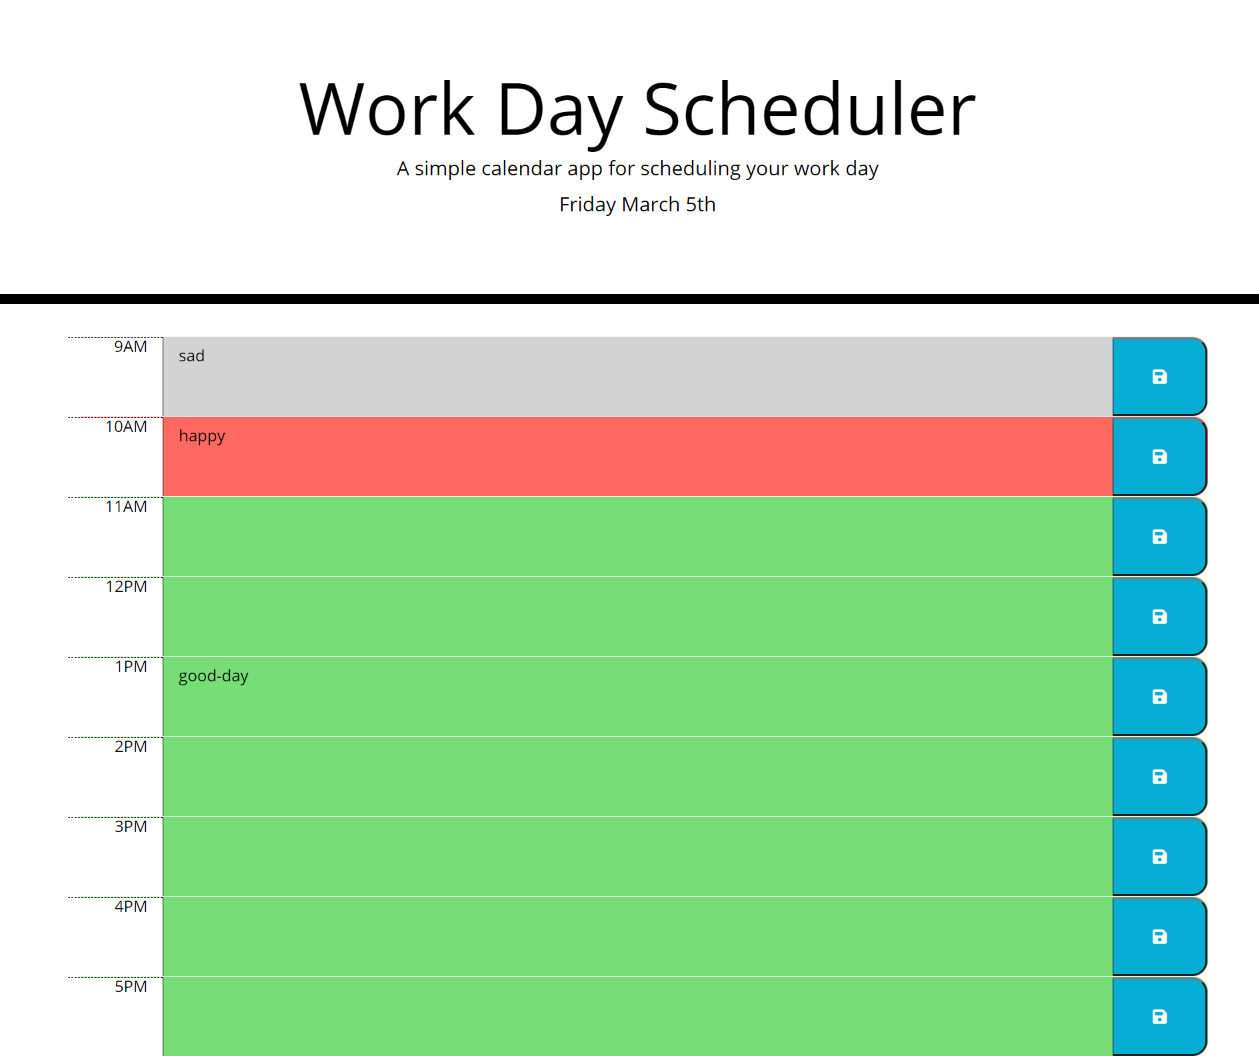 Work Day Scheduler
A simple calendar app for scheduling your work day
Friday March 5th
9AM
sad
10AM
happy
11AM
12PM
1PM
good-day
2PM
3PM
4PM
5PM